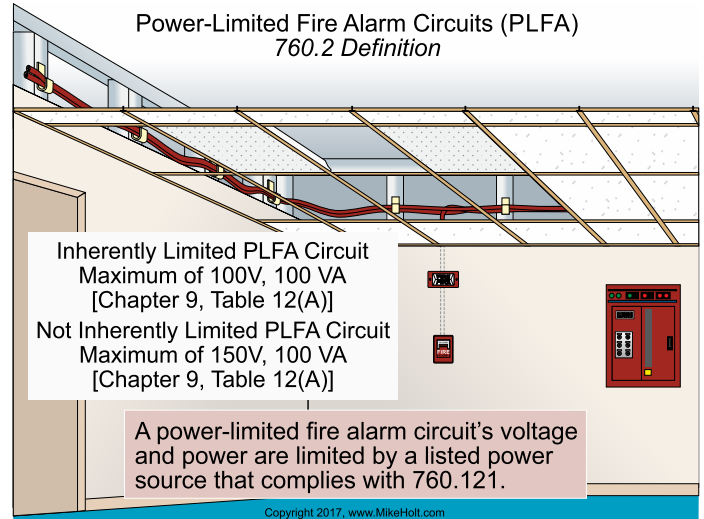 Power-Limited Fire Alarm Circuits (PLFA)
760.2 Definition
Inherently Limited PLFA Circuit
Maximum of 100V, 100 VA
[Chapter 9, Table 12(A)]
Not Inherently Limited PLFA Circuit
Maximum of 150V, 100 VA
[Chapter 9, Table 12(A)]
FIRE
A power-limited fire alarm circuit’s voltage
and power are limited by a listed power
source that complies with 760.121.
Copyright 2017, www.MikeHolt.com